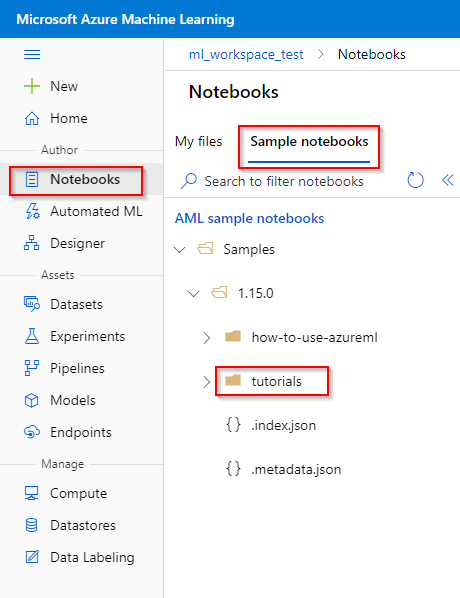 Microsoft Azure Machine Learning
New
Home
Author
Notebooks
Automated ML
Designer
Assets
Datasets
Experiments
Pipelines
Models
Endpoints
Manage
Compute
Datastores
Data Labeling
ml_workspace_test > Notebooks
Notebooks
My files Sample notebooks
Search to filter notebooks
AML sample notebooks
Samples
1.15.0
how-to-use-azureml
tutorials
{} .index.json
{} .metadata.json